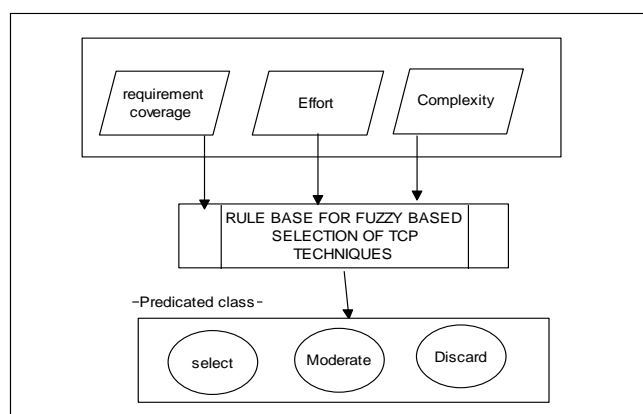 requirement
coverage
Effort
Complexity
RULE BASE FOR FUZZY BASED
SELECTION OF TCP
TECHNIQUES
-Predicated class-
select
Moderate
Discard